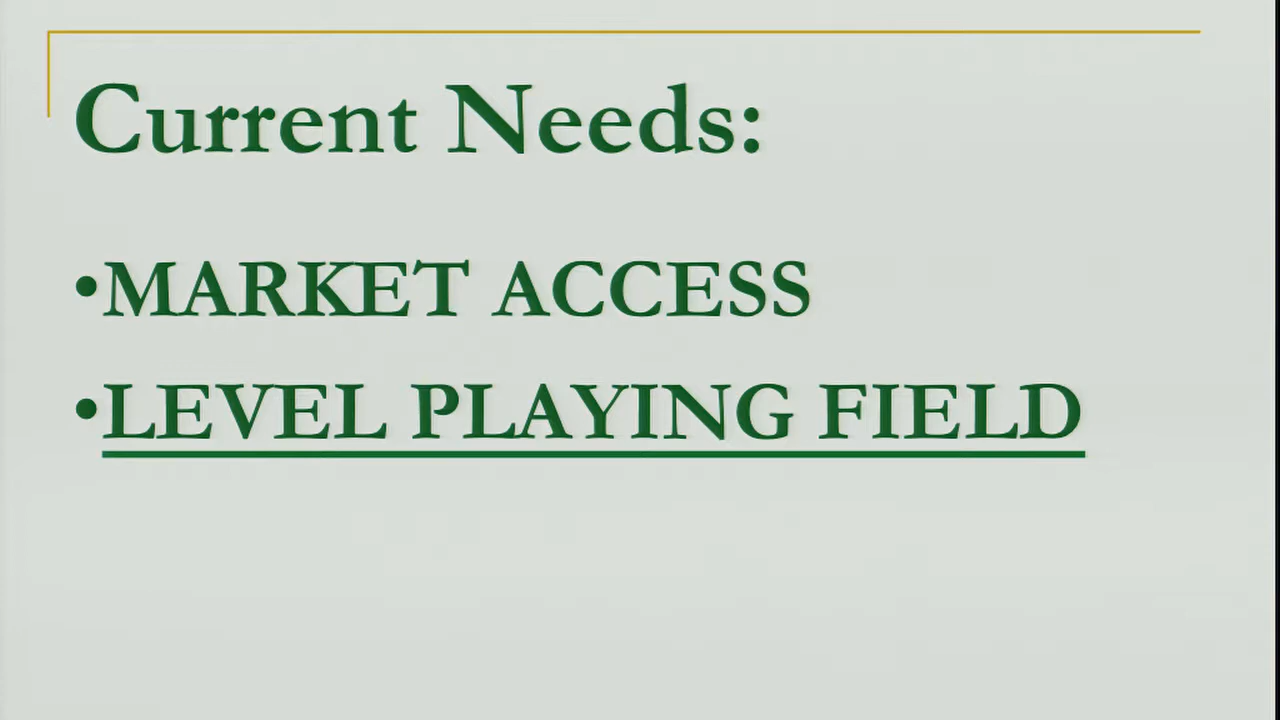 Current Needs:
•MARKET ACCESS
•LEVEL PLAYING FIELD